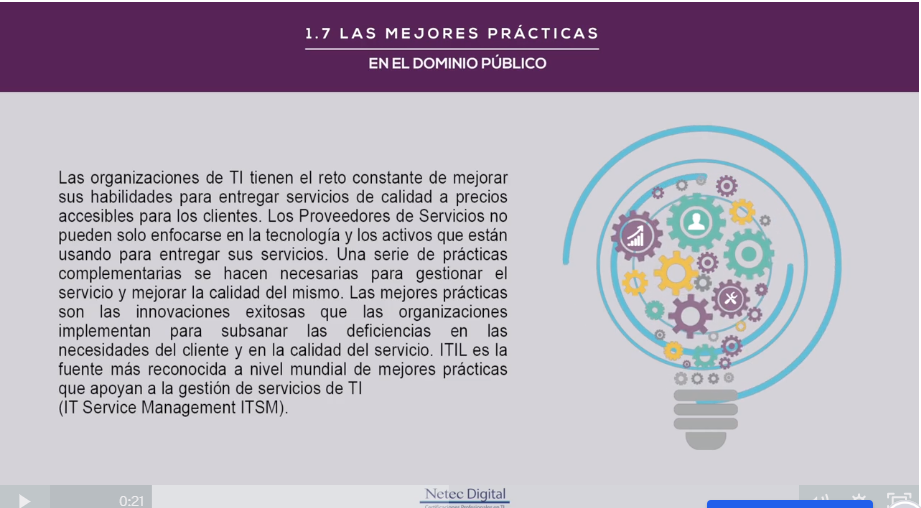 1.7 LAS MEJORES PRÁCTICAS
EN EL DOMINIO PÚBLICO
Las organizaciones de TI tienen el reto constante de mejorar
sus habilidades para entregar servicios de calidad a precios
accesibles para los clientes. Los Proveedores de Servicios no
pueden solo enfocarse en la tecnología y los activos que están
usando para entregar sus servicios. Una serie de prácticas
complementarias se hacen necesarias para gestionar el
servicio y mejorar la calidad del mismo. Las mejores prácticas
son las innovaciones exitosas que las organizaciones
implementan para subsanar las deficiencias en las
necesidades del cliente y en la calidad del servicio. ITIL es la
fuente más reconocida a nivel mundial de mejores prácticas
que apoyan a la gestión de servicios de TI
(IT Service Management ITSM).
0:21
Netec Digital